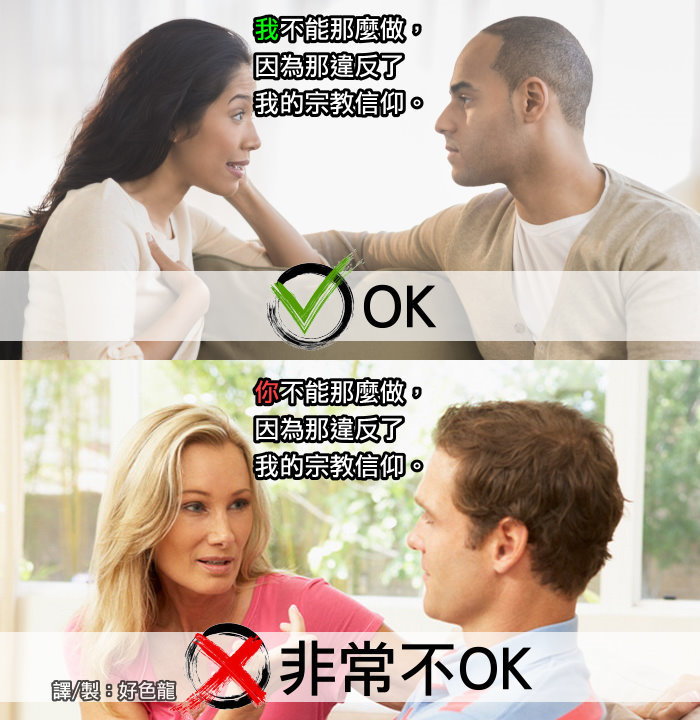 我不能那麼做，
因為那違反了
我的宗教信仰。
OK
你不能那麼做，
因為那違反了
我的宗教信仰。
非常不OK
譯/製：好色龍